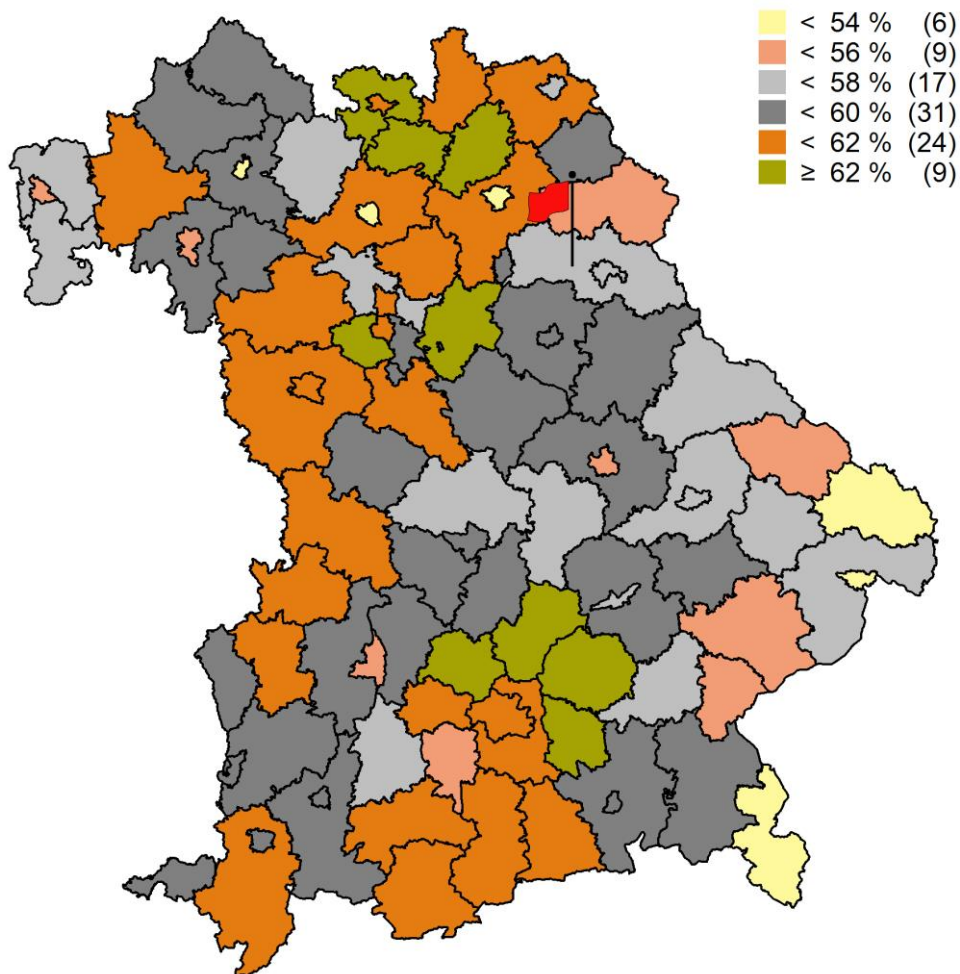 < 54 % (6)
< 56 % (9)
< 58 % (17)
< 60 % (31)
< 62 % (24)
≥ 62 % (9)